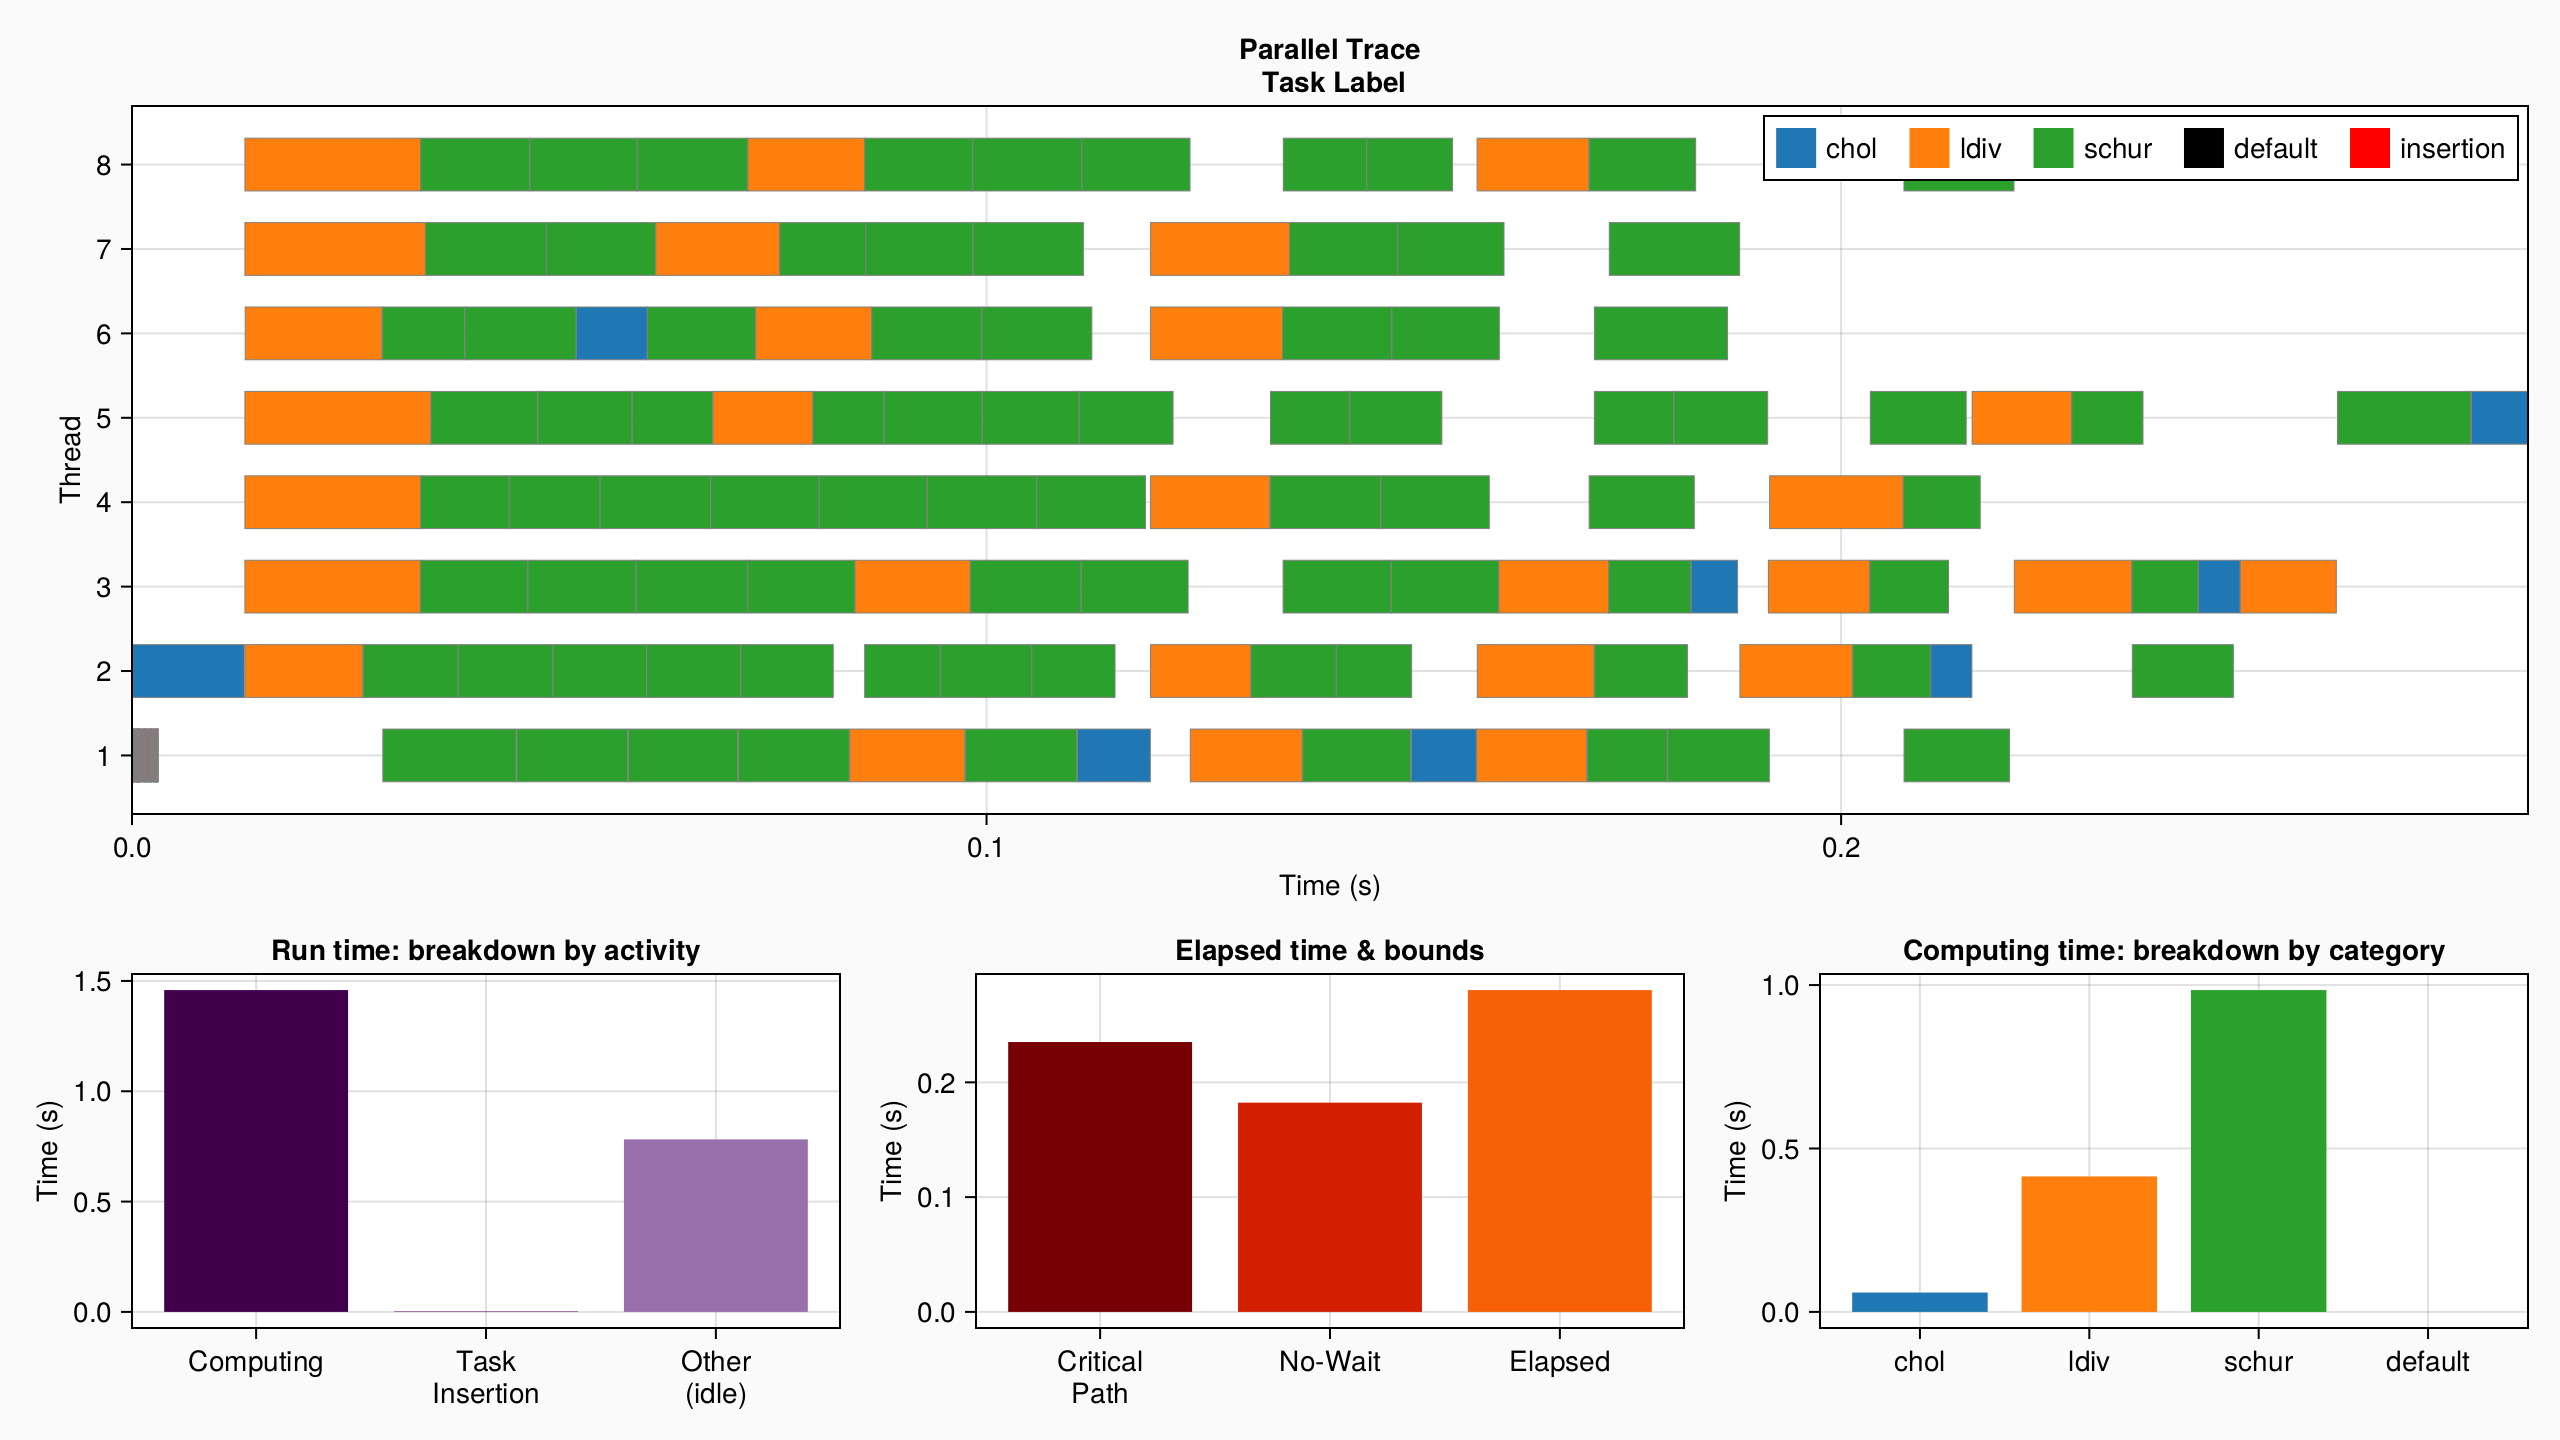 Parallel Trace
Task Label
chol ldiv schur default insertion
8
7
6
5
4
3
2
1
Thread
0.0 0.1 0.2
Time (s)
Run time: breakdown by activity
1.5
1.0
0.5
0.0
Time (s)
Computing Task Other
Insertion (idle)
Elapsed time & bounds
0.2
0.1
0.0
Time (s)
Critical No-Wait Elapsed
Path
Computing time: breakdown by category
1.0
0.5
0.0
Time (s)
chol ldiv schur default